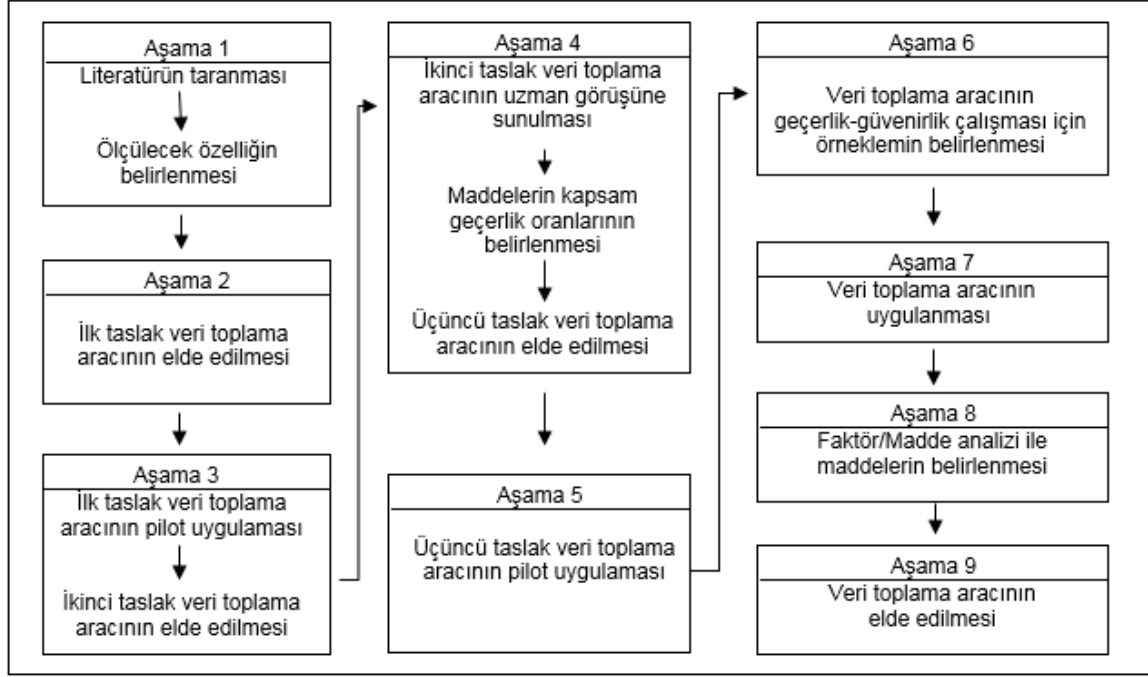 Aşama 1
Literatürün taranması
Ölçülecek özelliğin
belirlenmesi
Aşama 2
İlk taslak veri toplama
aracının elde edilmesi
Aşama 3
İlk taslak veri toplama
aracının pilot uygulaması
İkinci taslak veri toplama
aracının elde edilmesi
Aşama 4
İkinci taslak veri toplama
aracının uzman görüşüne
sunulması
Maddelerin kapsam
geçerlik oranlarının
belirlenmesi
Üçüncü taslak veri toplama
aracının elde edilmesi
Aşama 5
Üçüncü taslak veri toplama
aracının pilot uygulaması
Aşama 6
Veri toplama aracının
geçerlik-güvenirlik çalışması için
örneklemin belirlenmesi
Aşama 7
Veri toplama aracının
uygulanması
Aşama 8
Faktör/Madde analizi ile
maddelerin belirlenmesi
Aşama 9
Veri toplama aracının
elde edilmesi